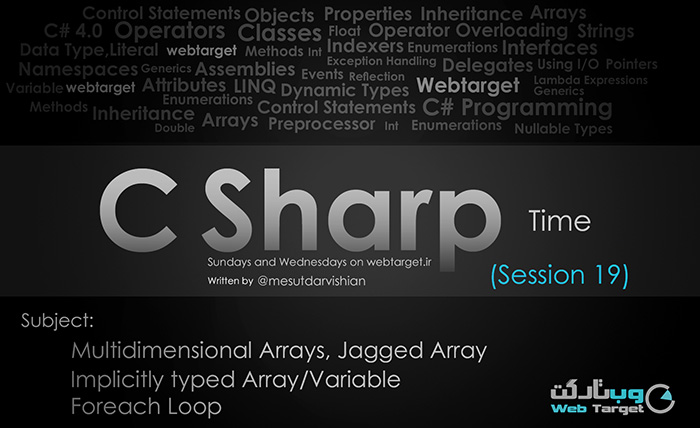 Control Statements Objects Properties Inheritance Arrays
C# 4.0 Operators Classes Float Operator Overloading Strings
Data Type,Literal webtarget Methods Int Indexers Enumerations Interfaces
Namespaces Generics Assemblies Events Exception Handling Reflection Delegates Using I/O Pointers
Variable webtarget Attributes LINQ Dynamic Types Webtarget Lambda Expressions Generics
Methods Inheritance Enumerations Control Statements C# Programming
Double Arrays Preprocessor Int Enumerations Nullable Types
C Sharp Time
Sundays and Wednesdays on webtarget.ir
Written by @mesutdarvishian
(Session 19)
Subject:
Multidimensional Arrays, Jagged Array
Implicitly typed Array/Variable
Foreach Loop
وب تارگت
Web Target